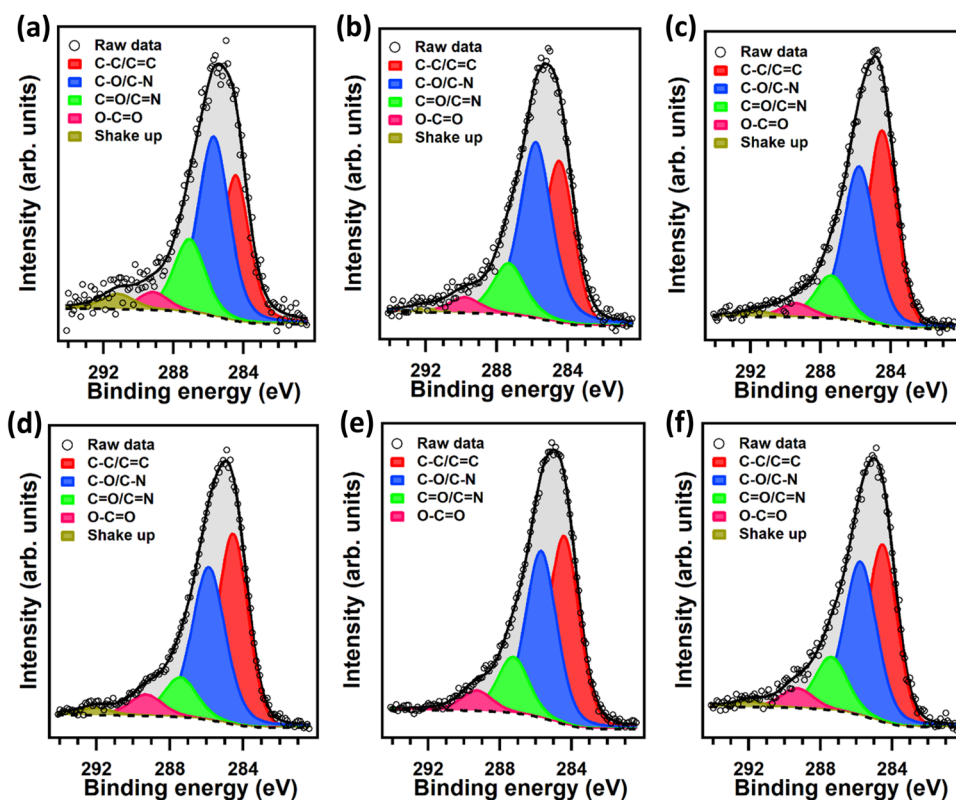 (a)
Raw data
C-C/C=C
C-O/C-N
C=O/C=N
O-C=O
Shake up
Intensity (arb. units)
292 288 284
Binding energy (eV)
(b)
Raw data
C-C/C=C
C-O/C-N
C=O/C=N
O-C=O
Shake up
Intensity (arb. units)
292 288 284
Binding energy (eV)
(c)
Raw data
C-C/C=C
C-O/C-N
C=O/C=N
O-C=O
Shake up
Intensity (arb. units)
292 288 284
Binding energy (eV)
(d)
Raw data
C-C/C=C
C-O/C-N
C=O/C=N
O-C=O
Shake up
Intensity (arb. units)
292 288 284
Binding energy (eV)
(e)
Raw data
C-C/C=C
C-O/C-N
C=O/C=N
O-C=O
Intensity (arb. units)
292 288 284
Binding energy (eV)
(f)
Raw data
C-C/C=C
C-O/C-N
C=O/C=N
O-C=O
Shake up
Intensity (arb. units)
292 288 284
Binding energy (eV)